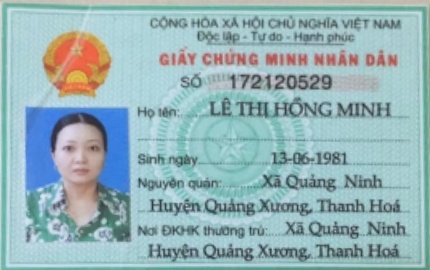 CỘNG HÒA XÃ HỘI CHỦ NGHĨA VIỆT NAM
Độc lập - Tự do - Hạnh phúc
GIẤY CHỨNG MINH NHÂN DÂN
SỐ 172120529
Họ tên: LÊ THỊ HỒNG MINH
Sinh ngày 13-06-1981
Nguyên quán: Xã Quảng Ninh
Huyện Quảng Xương, Thanh Hoá
Nơi ĐKHK thường trú: Xã Quảng Ninh
Huyện Quảng Xương, Thanh Hoá